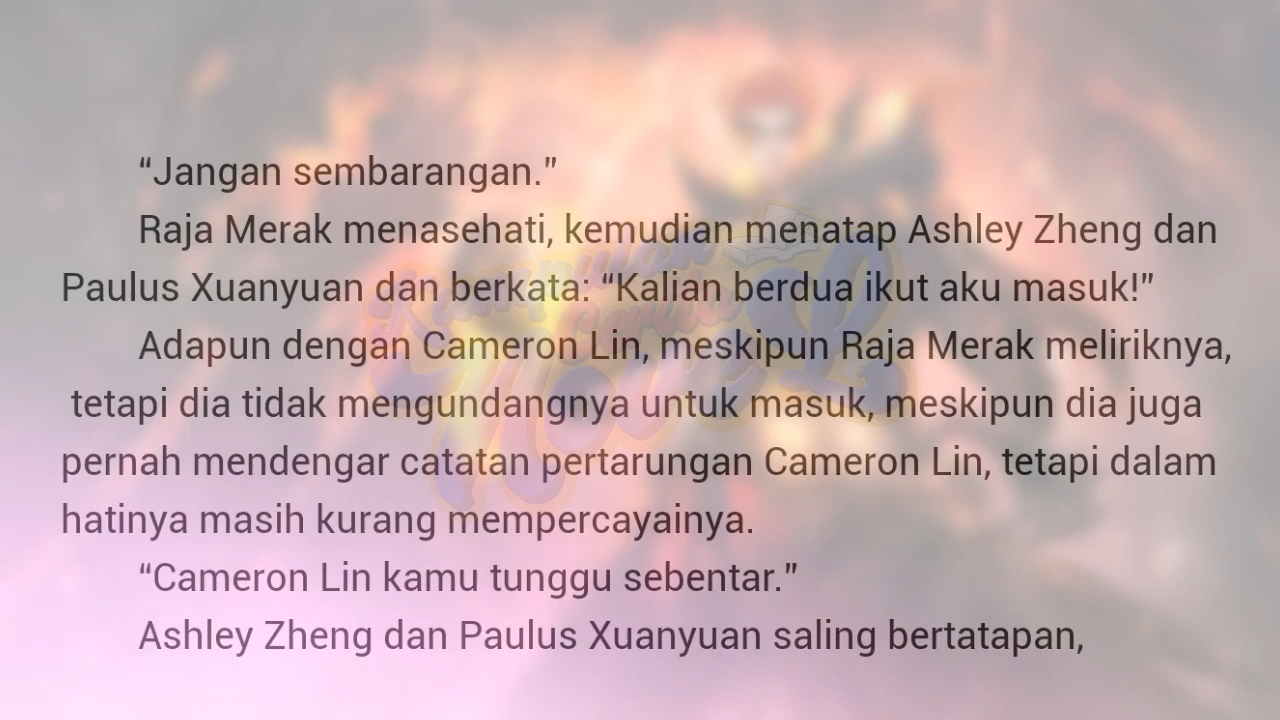 “Jangan sembarangan.”
Raja Merak menasehati, kemudian menatap Ashley Zheng dan
Paulus Xuanyuan dan berkata: “Kalian berdua ikut aku masuk!”
Adapun dengan Cameron Lin, meskipun Raja Merak meliriknya,
tetapi dia tidak mengundangnya untuk masuk, meskipun dia juga
pernah mendengar catatan pertarungan Cameron Lin, tetapi dalam
hatinya masih kurang mempercayainya.
“Cameron Lin kamu tunggu sebentar.”
Ashley Zheng dan Paulus Xuanyuan saling bertatapan,